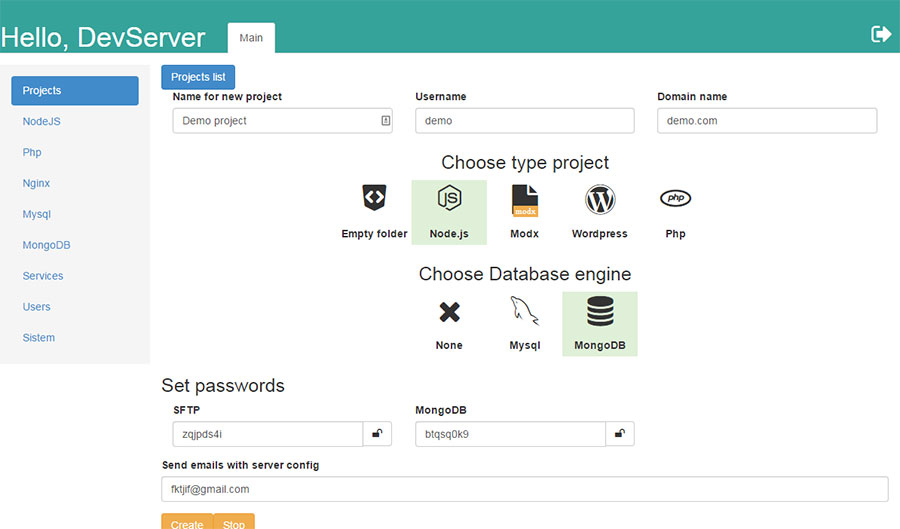 Hello, DevServer
Main
Projects
NodeJS
Php
Nginx
Mysql
MongoDB
Services
Users
Sistem
Projects list
Name for new project Username Domain name
Demo project demo demo.com
Choose type project
JS modx php
Empty folder Node.js Modx Wordpress Php
Choose Database engine
None Mysql MongoDB
Set passwords
SFTP MongoDB
zqjpds4i btqsq0k9
Send emails with server config
fktjif@gmail.com
Create Stop